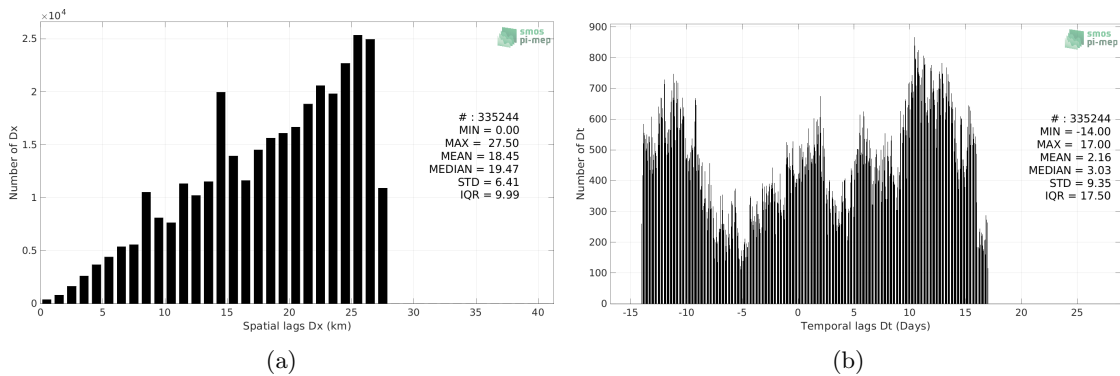 ×10⁴
2.5
2
1.5
1
0.5
0
0 5 10 15 20 25 30 35 40
Number of Dx
Spatial lags Dx (km)
smos
pi-mep
# : 335244
MIN = 0.00
MAX = 27.50
MEAN = 18.45
MEDIAN = 19.47
STD = 6.41
IQR = 9.99
(a)
900
800
700
600
500
400
300
200
100
0
-15 -10 -5 0 5 10 15 20 25
Number of Dt
Temporal lags Dt (Days)
smos
pi-mep
# : 335244
MIN = -14.00
MAX = 17.00
MEAN = 2.16
MEDIAN = 3.03
STD = 9.35
IQR = 17.50
(b)